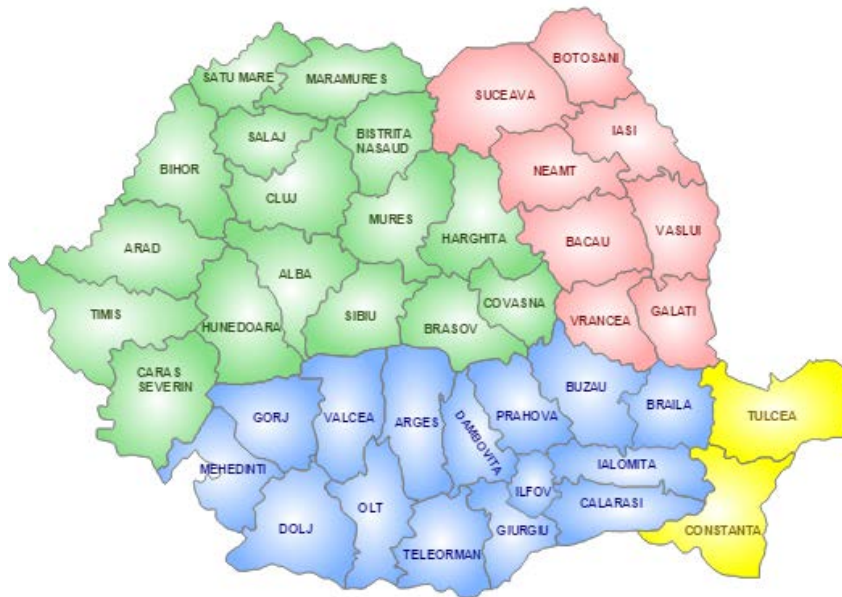 BOTOSANI
SATU MARE
MARAMURES
SUCEAVA
IASI
SALAJ
BISTRITA
NASAUD
BIHOR
NEAMT
CLUJ
MURES
VASLUI
HARGHITA
BACAU
ARAD
ALBA
COVASNA
GALATI
TIMIS
SIBIU
VRANCEA
HUNEDOARA
BRASOV
CARAS
SEVERIN
BUZAU
BRAILA
GORJ
VALCEA
ARGES
DAMBOVITA
PRAHOVA
TULCEA
MEHEDINTI
IALOMITA
ILFOV
CALARASI
OLT
DOLJ
GIURGIU
CONSTANTA
TELEORMAN